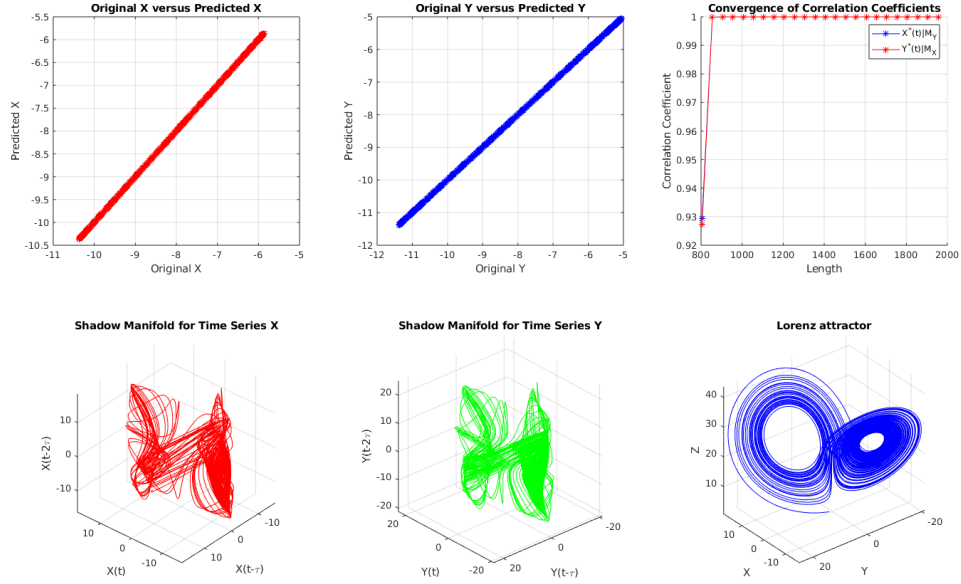 Original X versus Predicted X
-5.5
-6
-6.5
-7
-7.5
-8
-8.5
-9
-9.5
-10
-10.5
Predicted X
-11 -10 -9 -8 -7 -6 -5
Original X
Original Y versus Predicted Y
-5
-6
-7
-8
-9
-10
-11
-12
Predicted Y
-12 -11 -10 -9 -8 -7 -6 -5
Original Y
Convergence of Correlation Coefficients
1
0.99
0.98
0.97
0.96
0.95
0.94
0.93
0.92
Correlation Coefficient
X*(t)|M_Y
Y*(t)|M_X
800 1000 1200 1400 1600 1800 2000
Length
Shadow Manifold for Time Series X
10
0
-10
X(t-2τ)
10 0 -10
X(t)
10 0 -10
X(t-τ)
Shadow Manifold for Time Series Y
20
10
0
-10
-20
Y(t-2τ)
20 0 -20
Y(t)
20 0 -20
Y(t-τ)
Lorenz attractor
40
30
20
10
Z
10 0 -10
X
20 0 -20
Y